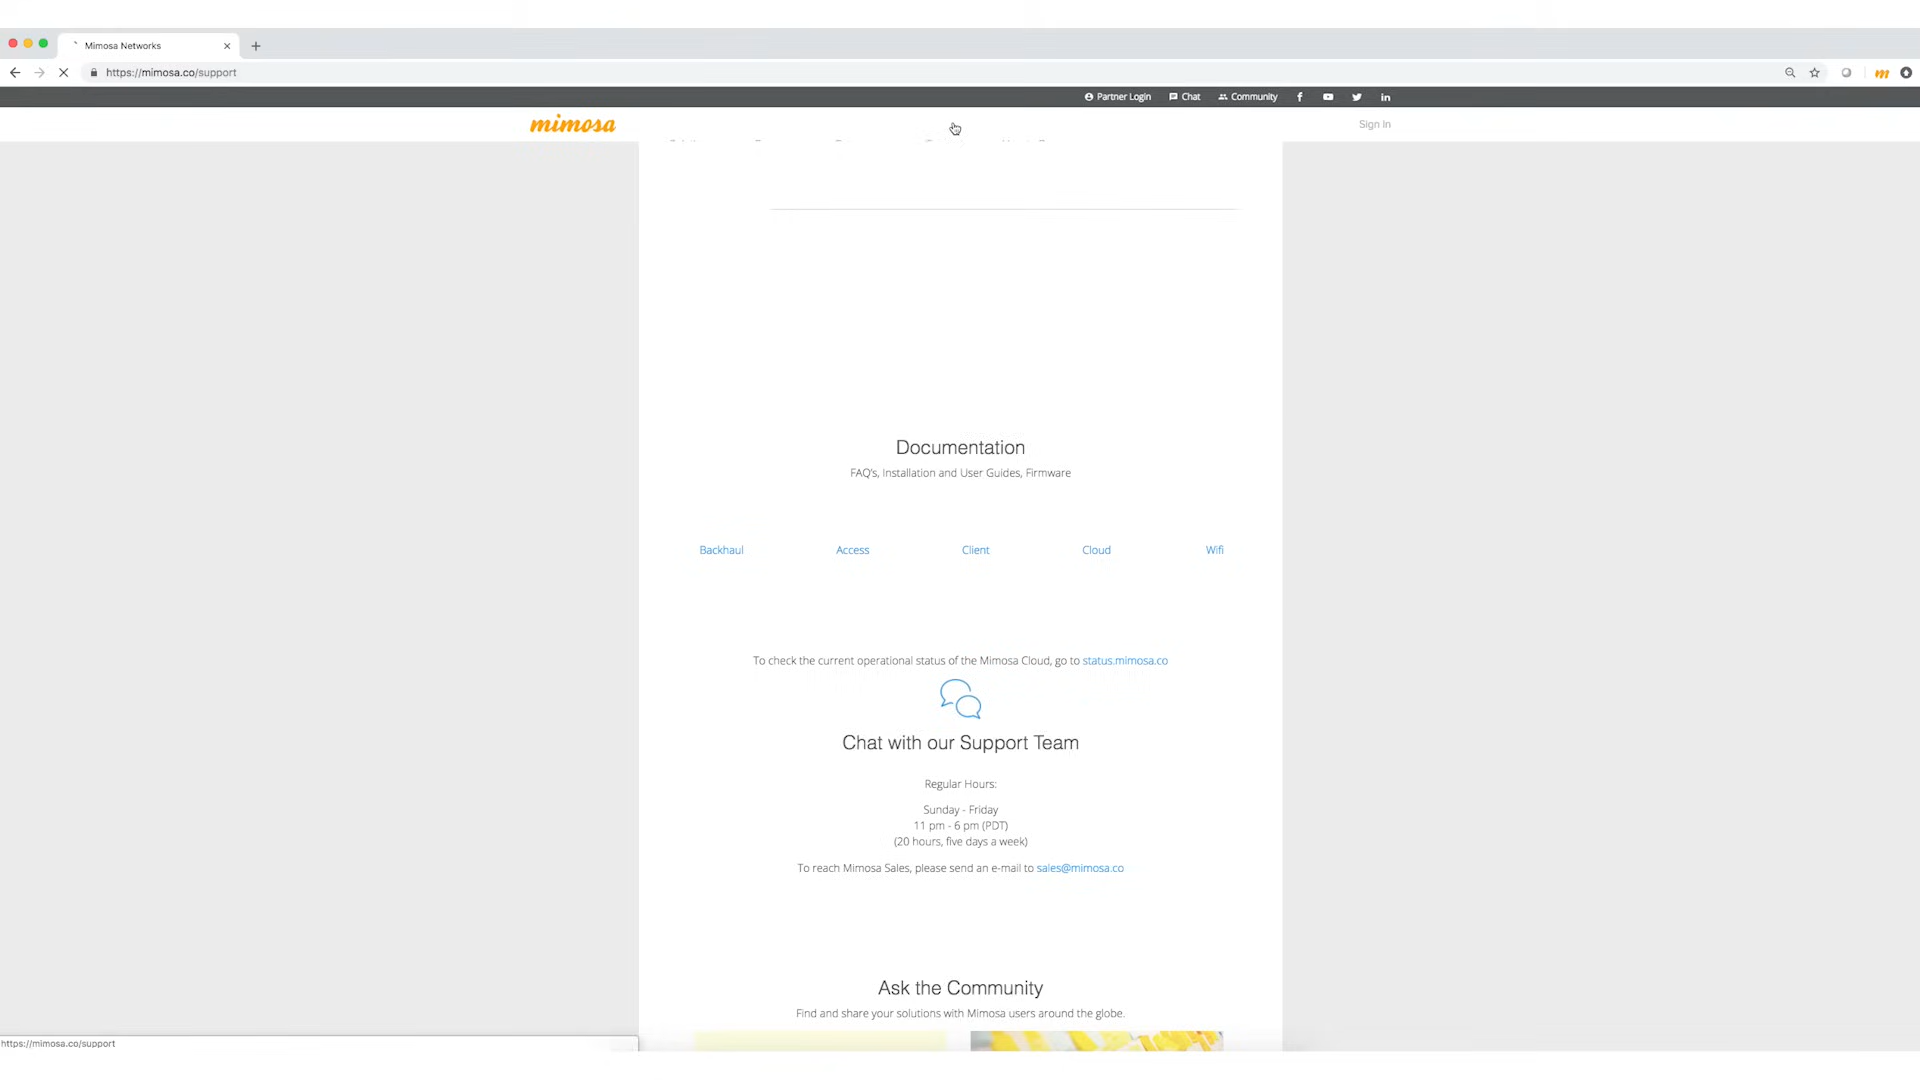 Mimosa Networks
https://mimosa.co/support
m
Partner Login Chat Community
mimosa
Sign In
Documentation
FAQ's, Installation and User Guides, Firmware
Backhaul Access Client Cloud Wifi
To check the current operational status of the Mimosa Cloud, go to status.mimosa.co
Chat with our Support Team
Regular Hours:
Sunday - Friday
11 pm - 6 pm (PDT)
(20 hours, five days a week)
To reach Mimosa Sales, please send an e-mail to sales@mimosa.co
Ask the Community
Find and share your solutions with Mimosa users around the globe.
https://mimosa.co/support